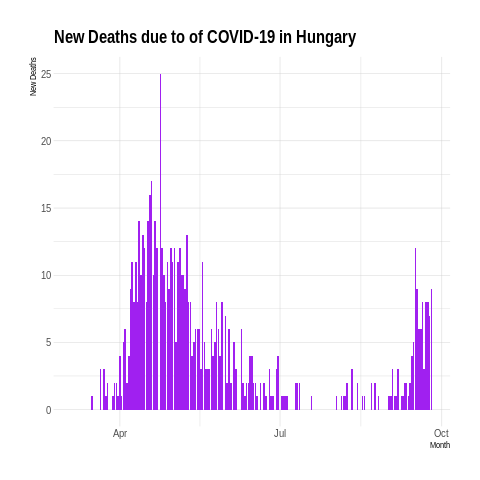 New Deaths due to of COVID-19 in Hungary
New Deaths
25
20
15
10
5
0
Apr
Jul
Oct
Month